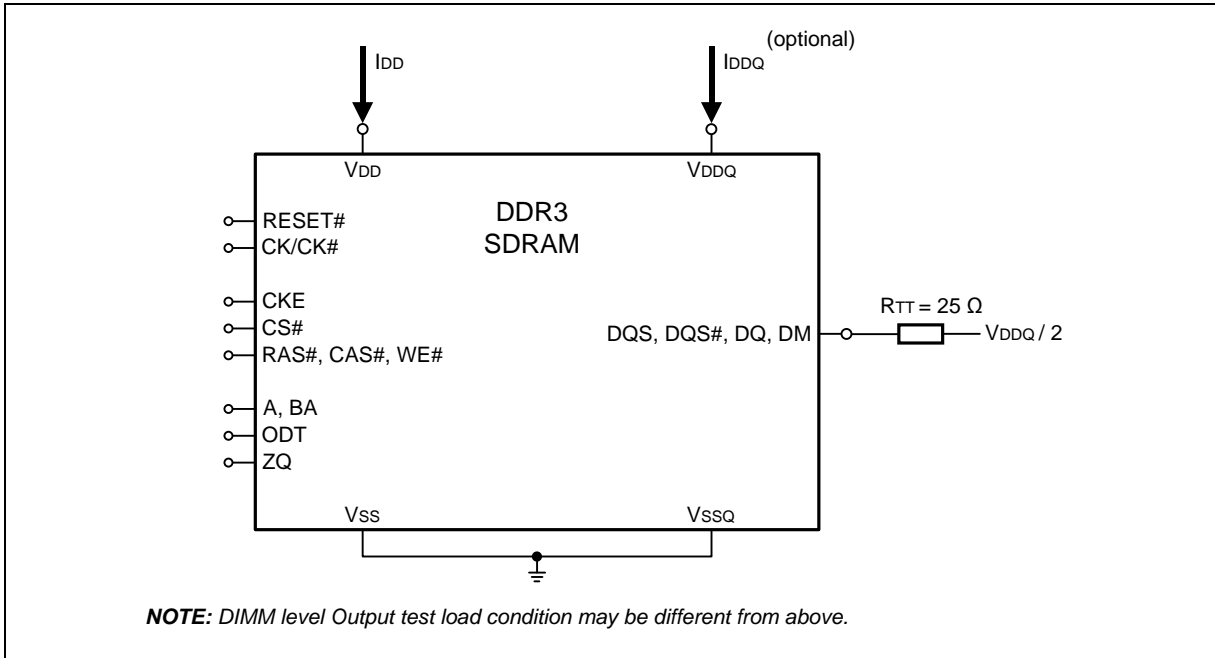 (optional)
IDD
IDDQ
VDD
VDDQ
DDR3
SDRAM
RESET#
CK/CK#
CKE
CS#
RAS#, CAS#, WE#
A, BA
ODT
ZQ
DQS, DQS#, DQ, DM
RTT = 25 Ω
VDDQ / 2
VSS
VSSQ
NOTE: DIMM level Output test load condition may be different from above.